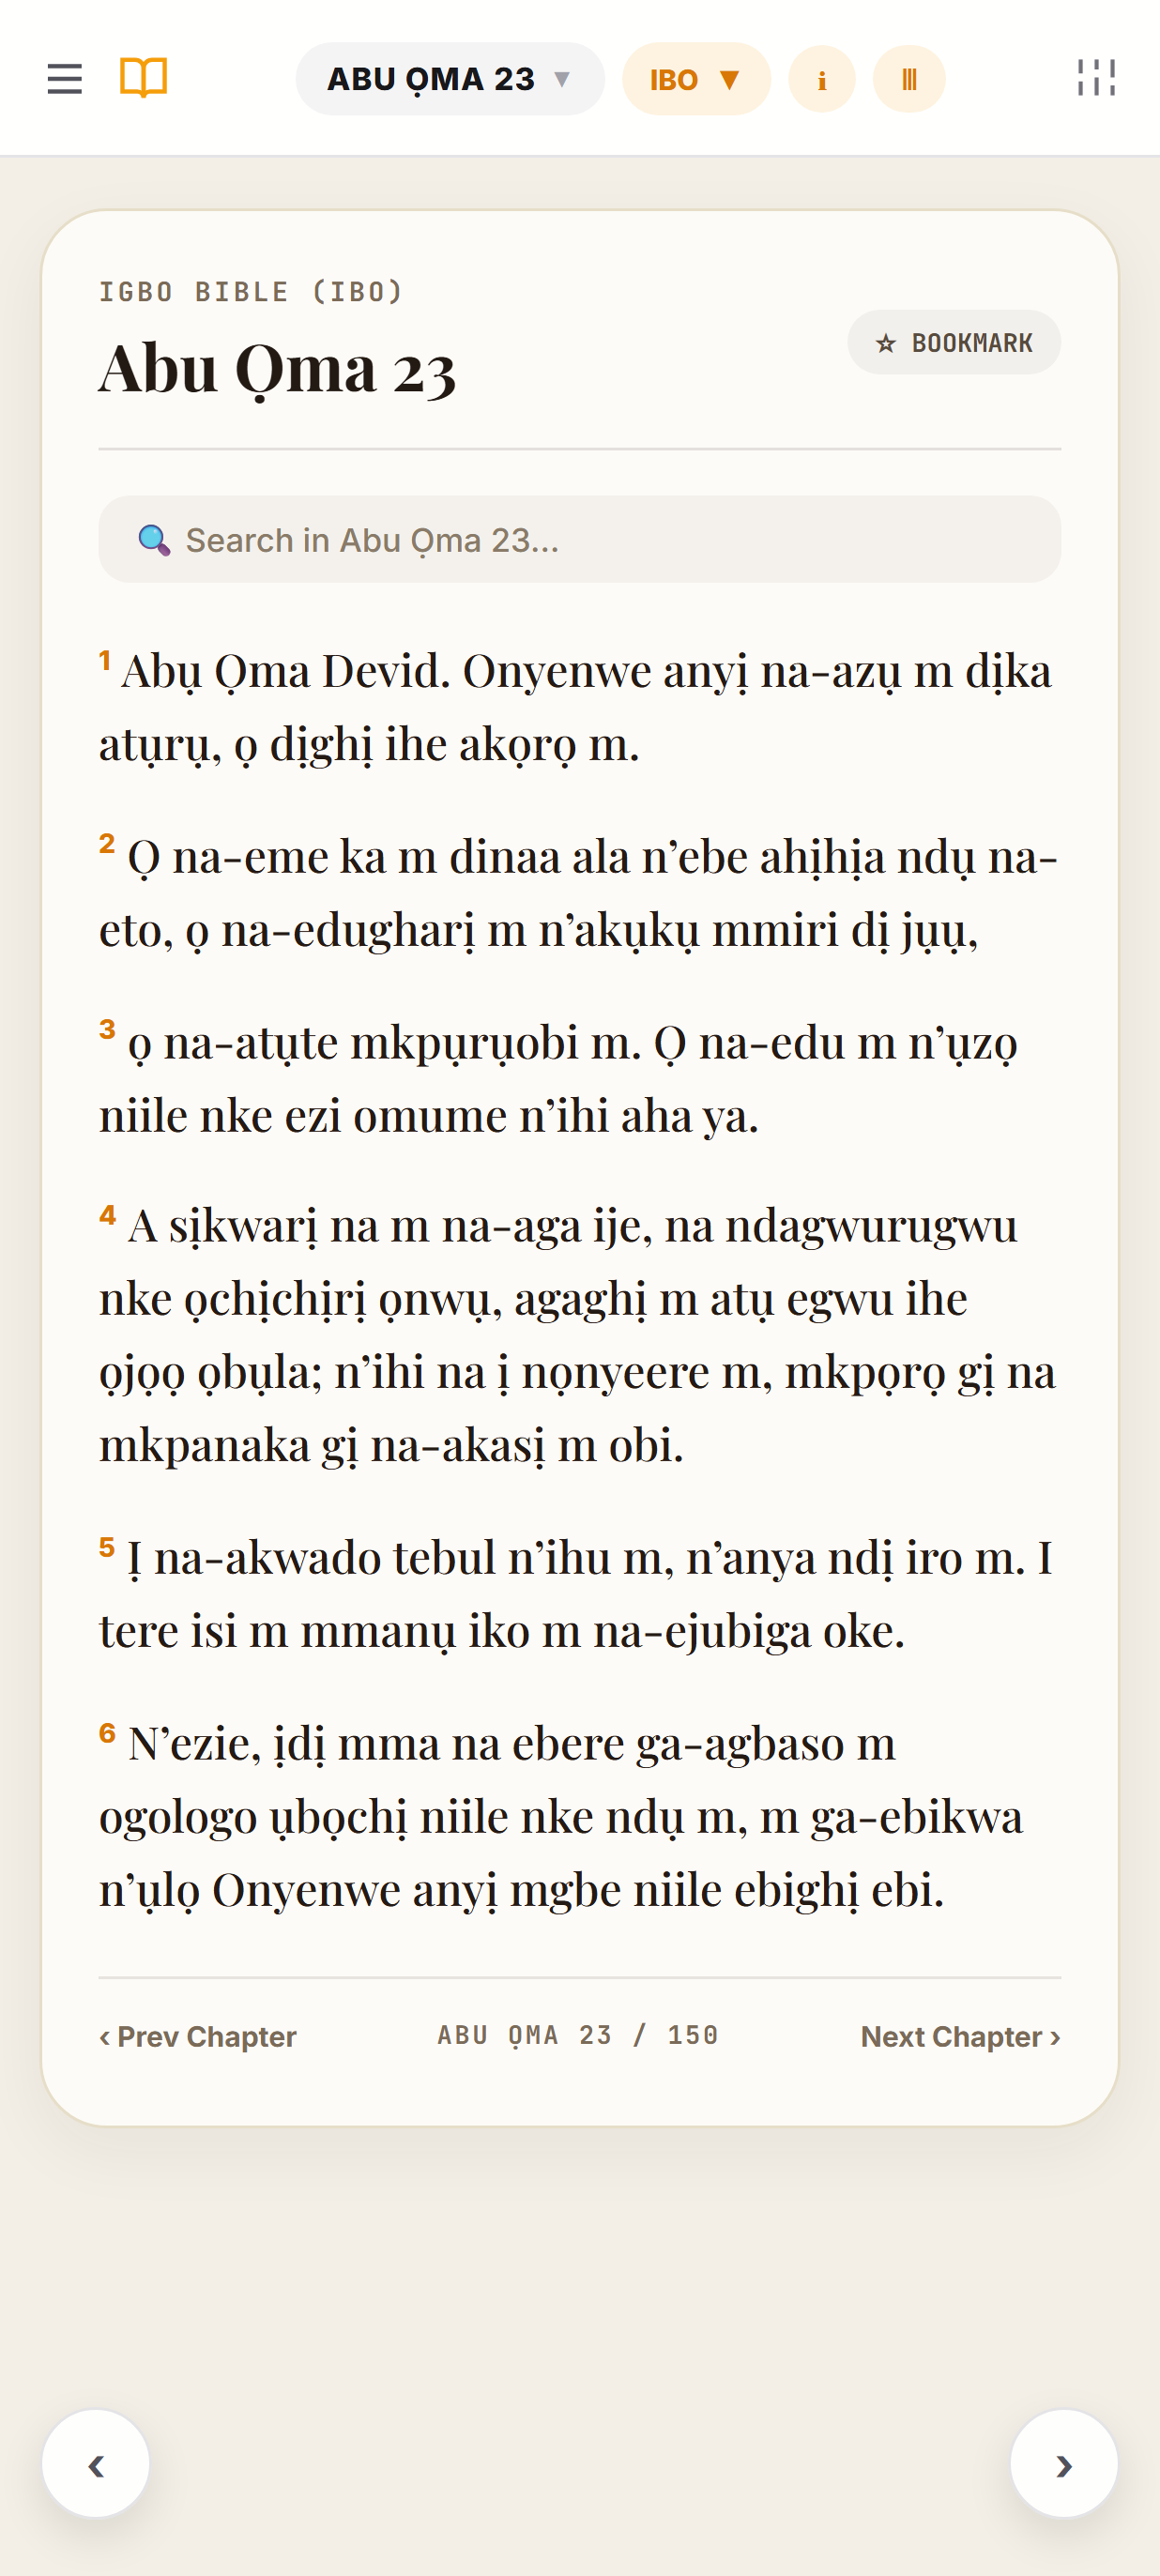 ABU ỌMA 23 ▼ IBO ▼ i
IGBO BIBLE (IBO)
Abu Ọma 23
☆ BOOKMARK
Search in Abu Ọma 23...
1 Abụ Ọma Devid. Onyenwe anyị na-azụ m dịka
atụrụ, ọ dịghị ihe akọrọ m.
2 Ọ na-eme ka m dinaa ala n’ebe ahịhịa ndụ na-
eto, ọ na-edugharị m n’akụkụ mmiri dị jụụ,
3 ọ na-atụte mkpụrụobi m. Ọ na-edu m n’ụzọ
niile nke ezi omume n’ihi aha ya.
4 A sịkwarị na m na-aga ije, na ndagwurugwu
nke ọchịchịrị ọnwụ, agaghị m atụ egwu ihe
ọjọọ ọbụla; n’ihi na ị nọnyeere m, mkpọrọ gị na
mkpanaka gị na-akasị m obi.
5 Ị na-akwado tebul n’ihu m, n’anya ndị iro m. I
tere isi m mmanụ iko m na-ejubiga oke.
6 N’ezie, ịdị mma na ebere ga-agbaso m
ogologo ụbọchị niile nke ndụ m, m ga-ebikwa
n’ụlọ Onyenwe anyị mgbe niile ebighị ebi.
‹ Prev Chapter ABU ỌMA 23 / 150 Next Chapter ›